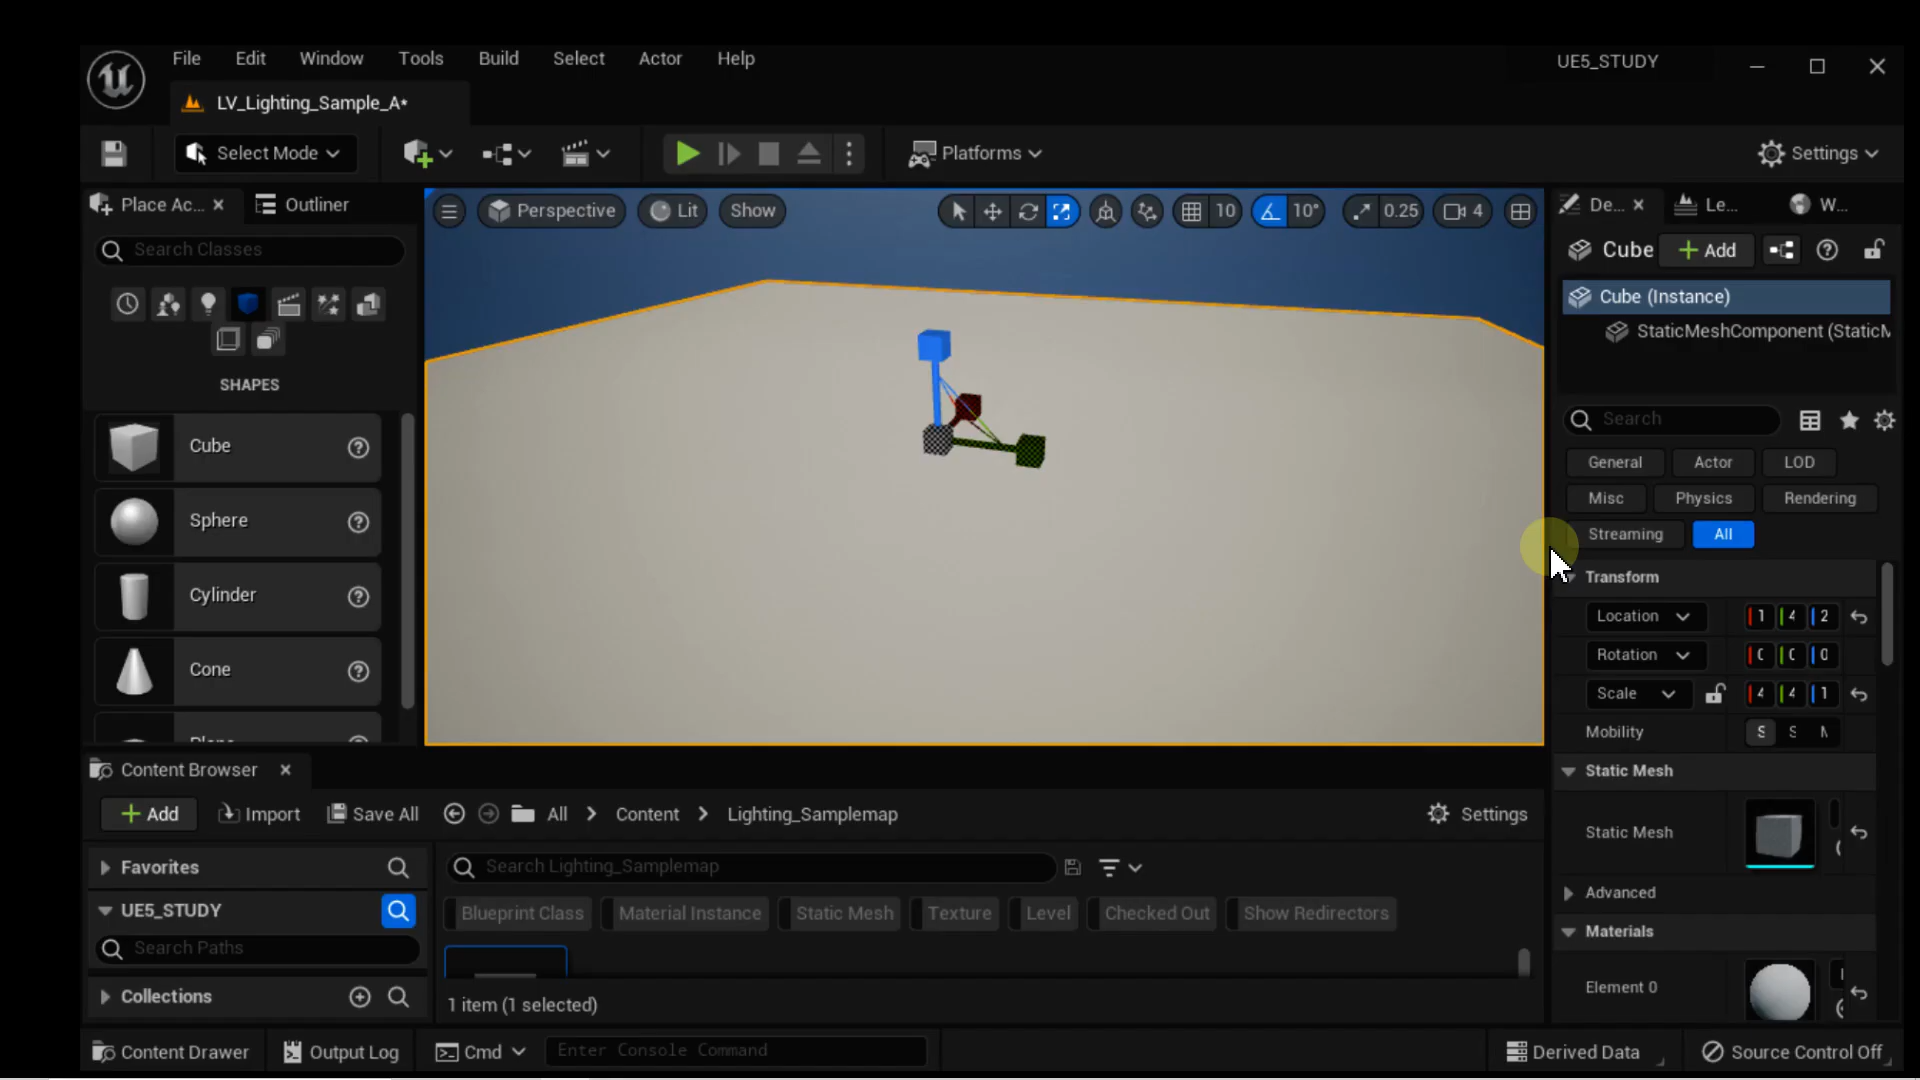 File Edit Window Tools Build Select Actor Help UE5_STUDY
LV_Lighting_Sample_A*
Select Mode Platforms Settings
Place Ac... Outliner
Search Classes
SHAPES
Cube
Sphere
Cylinder
Cone
Perspective Lit Show 10 10° 0.25 4
De... Le... W...
Cube + Add
Cube (Instance)
StaticMeshComponent (StaticM
Search
General Actor LOD
Misc Physics Rendering
Streaming All
Transform
Location 1 4 2
Rotation 0 0 0
Scale 4 4 1
Mobility S S M
Static Mesh
Static Mesh
Advanced
Materials
Element 0
Content Browser
+ Add Import Save All All > Content > Lighting_Samplemap Settings
Favorites
UE5_STUDY
Search Paths
Collections
Search Lighting_Samplemap
Blueprint Class Material Instance Static Mesh Texture Level Checked Out Show Redirectors
1 item (1 selected)
Content Drawer Output Log Cmd Enter Console Command Derived Data Source Control Off